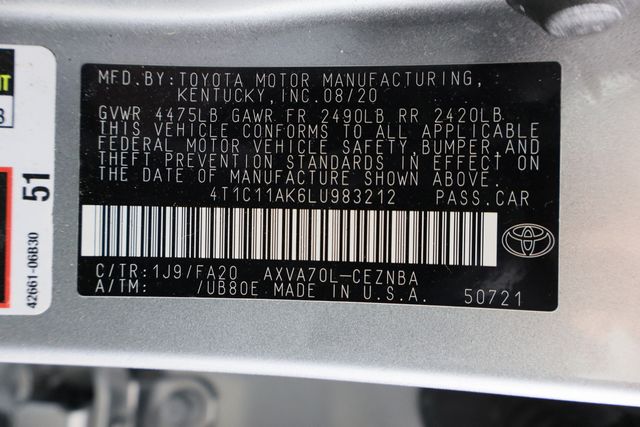 MFD.BY:TOYOTA MOTOR MANUFACTURING,
KENTUCKY,INC.08/20
GVWR 4475LB GAWR FR 2490LB RR 2420LB
THIS VEHICLE CONFORMS TO ALL APPLICABLE
FEDERAL MOTOR VEHICLE SAFETY, BUMPER AND
THEFT PREVENTION STANDARDS IN EFFECT ON
THE DATE OF MANUFACTURE SHOWN ABOVE.
4T1C11AK6LU983212 PASS.CAR
C/TR:1J9/FA20 AXVA70L-CEZNBA
A/TM: /UB80E MADE IN U.S.A. 50721
51
42661-06B30